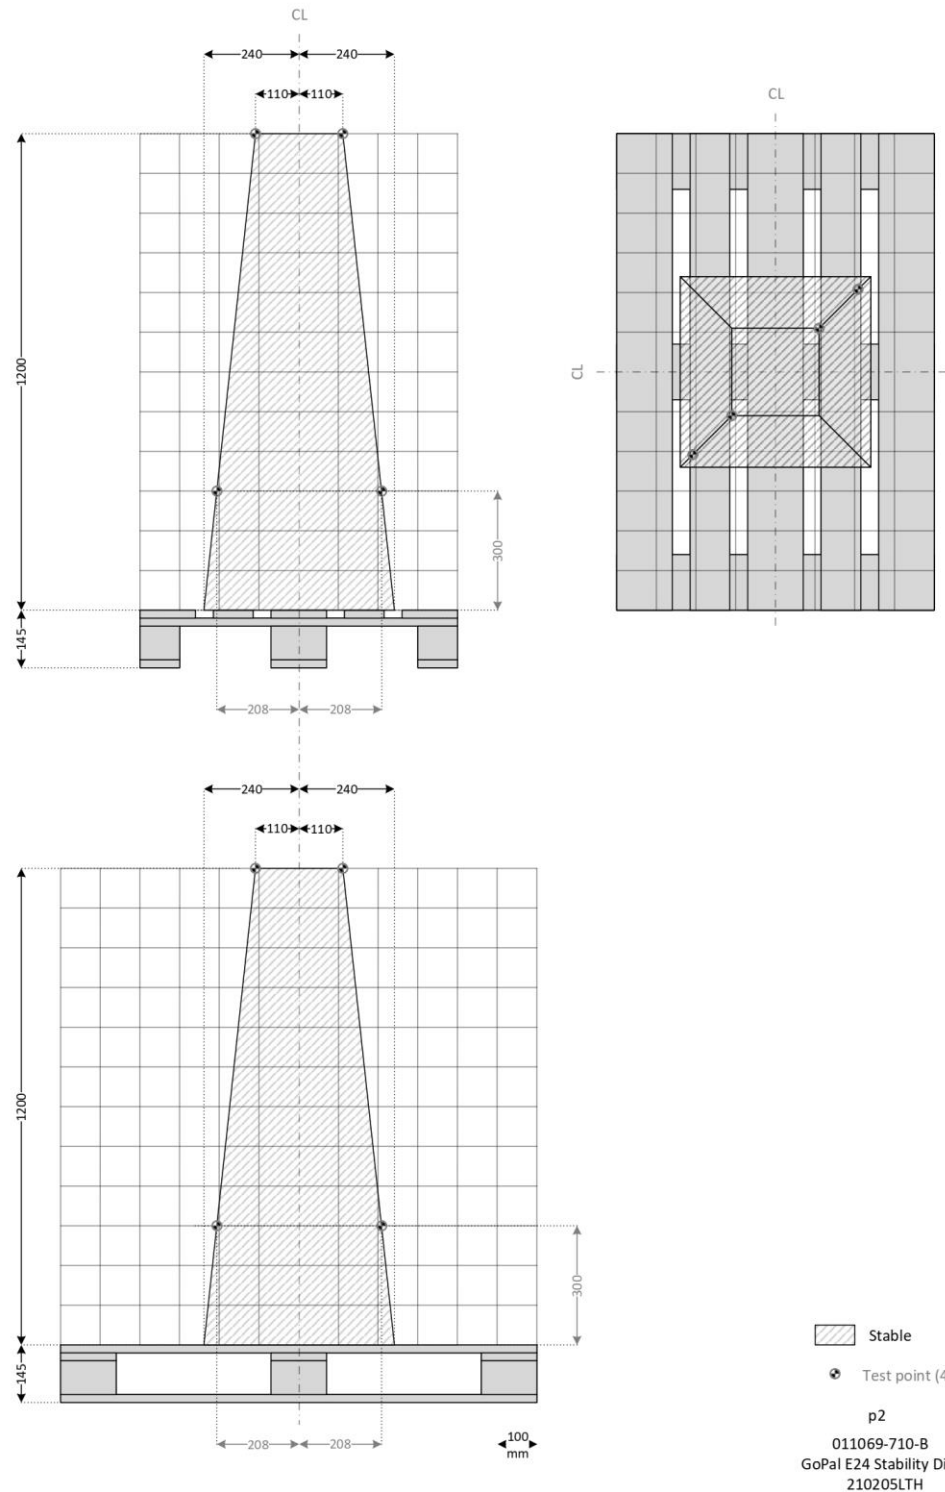 CL
240 240
110 110
CL
1200
CL
300
145
208 208
240 240
110 110
1200
300
145
Stable
Test point (4
p2
208 208
100
mm
011069-710-B
GoPal E24 Stability Di
210205LTH